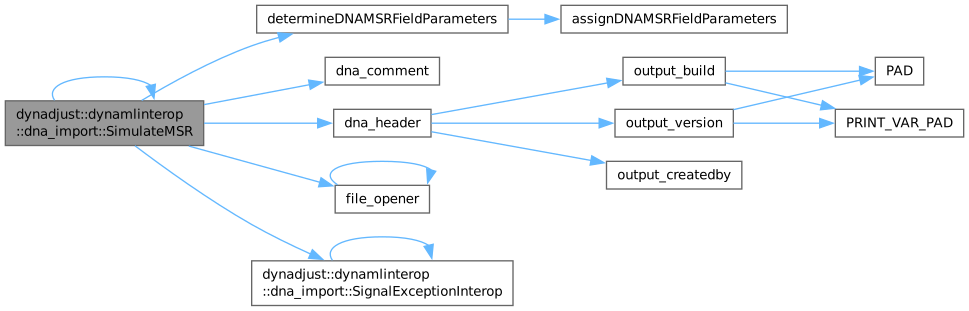 dynadjust::dynamlinterop
::dna_import::SimulateMSR
determineDNAMSRFieldParameters
assignDNAMSRFieldParameters
dna_comment
dna_header
output_build
PAD
output_version
PRINT_VAR_PAD
output_createdby
file_opener
dynadjust::dynamlinterop
::dna_import::SignalExceptionInterop